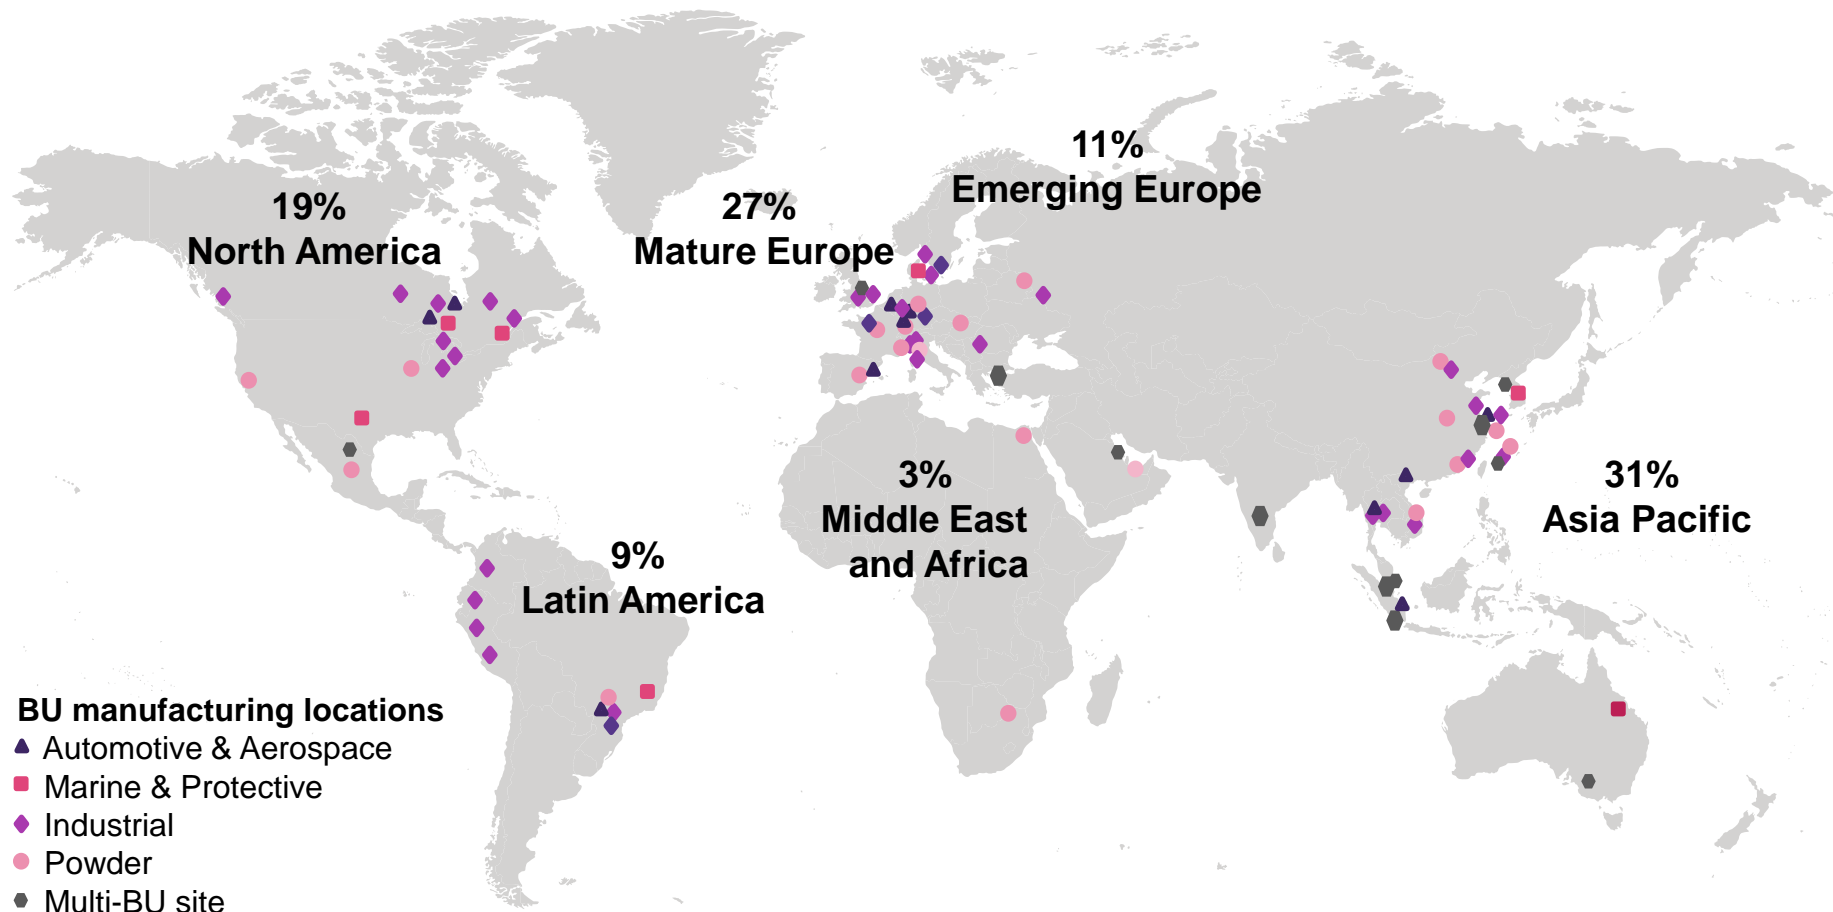 11%
Emerging Europe
19%
North America
27%
Mature Europe
3%
Middle East
and Africa
31%
Asia Pacific
9%
Latin America
BU manufacturing locations
Automotive & Aerospace
Marine & Protective
Industrial
Powder
Multi-BU site